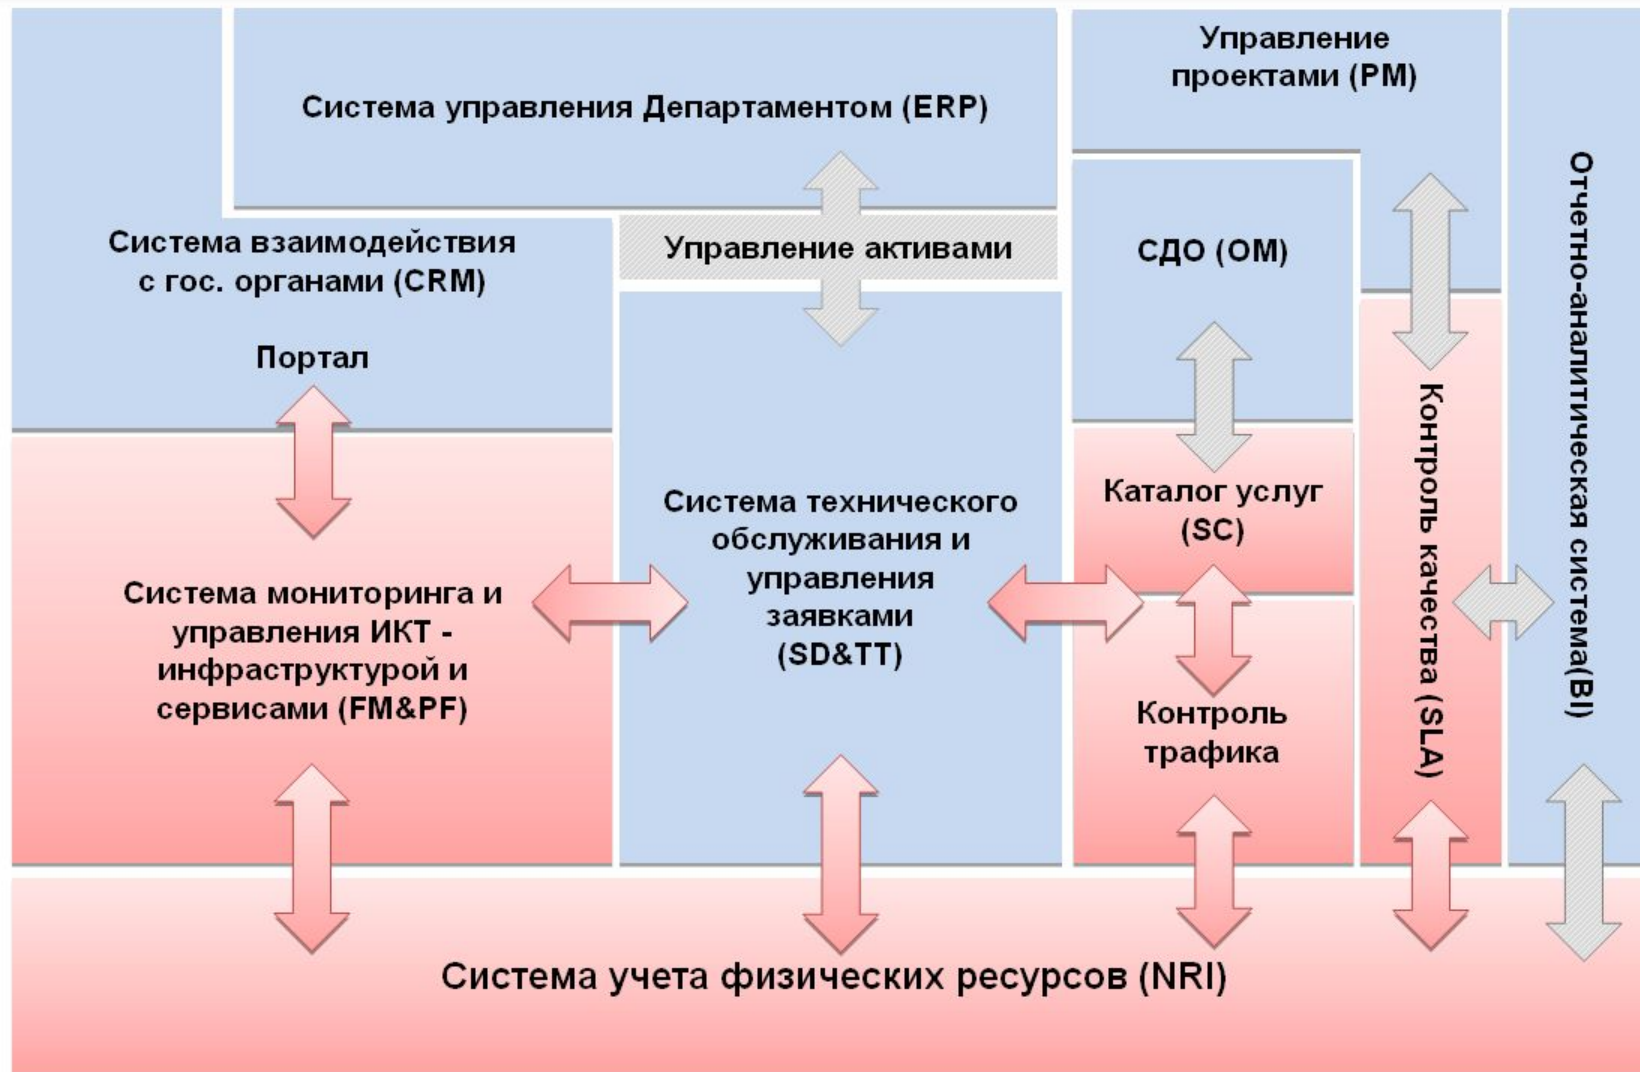 Система управления Департаментом (ERP)
Управление
проектами (PM)
Система взаимодействия
с гос. органами (CRM)
Портал
Управление активами
СДО (OM)
Отчетно-аналитическая система(BI)
Система технического
обслуживания и
управления
заявками
(SD&TT)
Каталог услуг
(SC)
Контроль качества (SLA)
Система мониторинга и
управления ИКТ -
инфраструктурой и
сервисами (FM&PF)
Контроль
трафика
Система учета физических ресурсов (NRI)